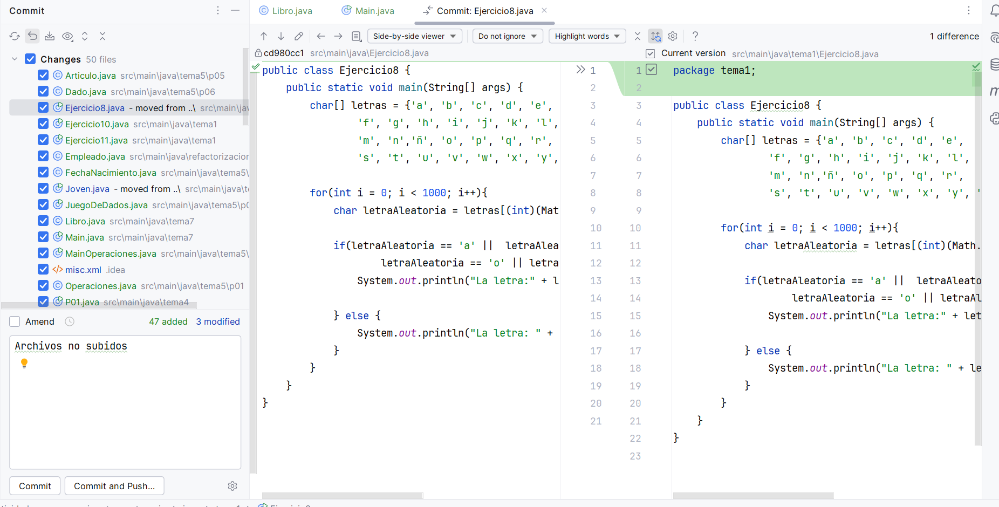 Commit
Libro.java
Main.java
Commit: Ejercicio8.java
Side-by-side viewer
Do not ignore
Highlight words
?
1 difference
Changes 50 files
Articulo.java src\main\java\tema5\p05
Dado.java src\main\java\tema5\p06
Ejercicio8.java - moved from ..\ src\main\jav
Ejercicio10.java src\main\java\tema1
Ejercicio11.java src\main\java\tema1
Empleado.java src\main\java\refactorizacior
FechaNacimiento.java src\main\java\tema5\
Joven.java - moved from ..\ src\main\java\te
JuegoDeDados.java src\main\java\tema5\p0
Libro.java src\main\java\tema7
Main.java src\main\java\tema7
MainOperaciones.java src\main\java\tema5\
misc.xml .idea
Operaciones.java src\main\java\tema5\p01
P01.java src\main\java\tema4
Amend
47 added 3 modified
Archivos no subidos
Commit
Commit and Push...
cd980cc1 src\main\java\Ejercicio8.java
public class Ejercicio8 {
public static void main(String[] args) {
char[] letras = {'a', 'b', 'c', 'd', 'e',
'f', 'g', 'h', 'i', 'j', 'k', 'l',
'm', 'n','ñ', 'o', 'p', 'q', 'r',
's', 't', 'u', 'v', 'w', 'x', 'y',
for(int i = 0; i < 1000; i++){
char letraAleatoria = letras[(int)(Mat
if(letraAleatoria == 'a' ||  letraAlea
letraAleatoria == 'o' || letra
System.out.println("La letra:" + l
} else {
System.out.println("La letra: " +
}
}
}
}
1
2
3
4
5
6
7
8
9
10
11
12
13
14
15
16
17
18
19
20
21
Current version src\main\java\tema1\Ejercicio8.java
1 package tema1;
2
3 public class Ejercicio8 {
4 public static void main(String[] args) {
5 char[] letras = {'a', 'b', 'c', 'd', 'e',
6 'f', 'g', 'h', 'i', 'j', 'k', 'l',
7 'm', 'n','ñ', 'o', 'p', 'q', 'r',
8 's', 't', 'u', 'v', 'w', 'x', 'y', '
9
10 for(int i = 0; i < 1000; i++){
11 char letraAleatoria = letras[(int)(Math.
12
13 if(letraAleatoria == 'a' ||  letraAleato
14 letraAleatoria == 'o' || letraAl
15 System.out.println("La letra:" + let
16
17 } else {
18 System.out.println("La letra: " + le
19 }
20 }
21 }
22 }
23